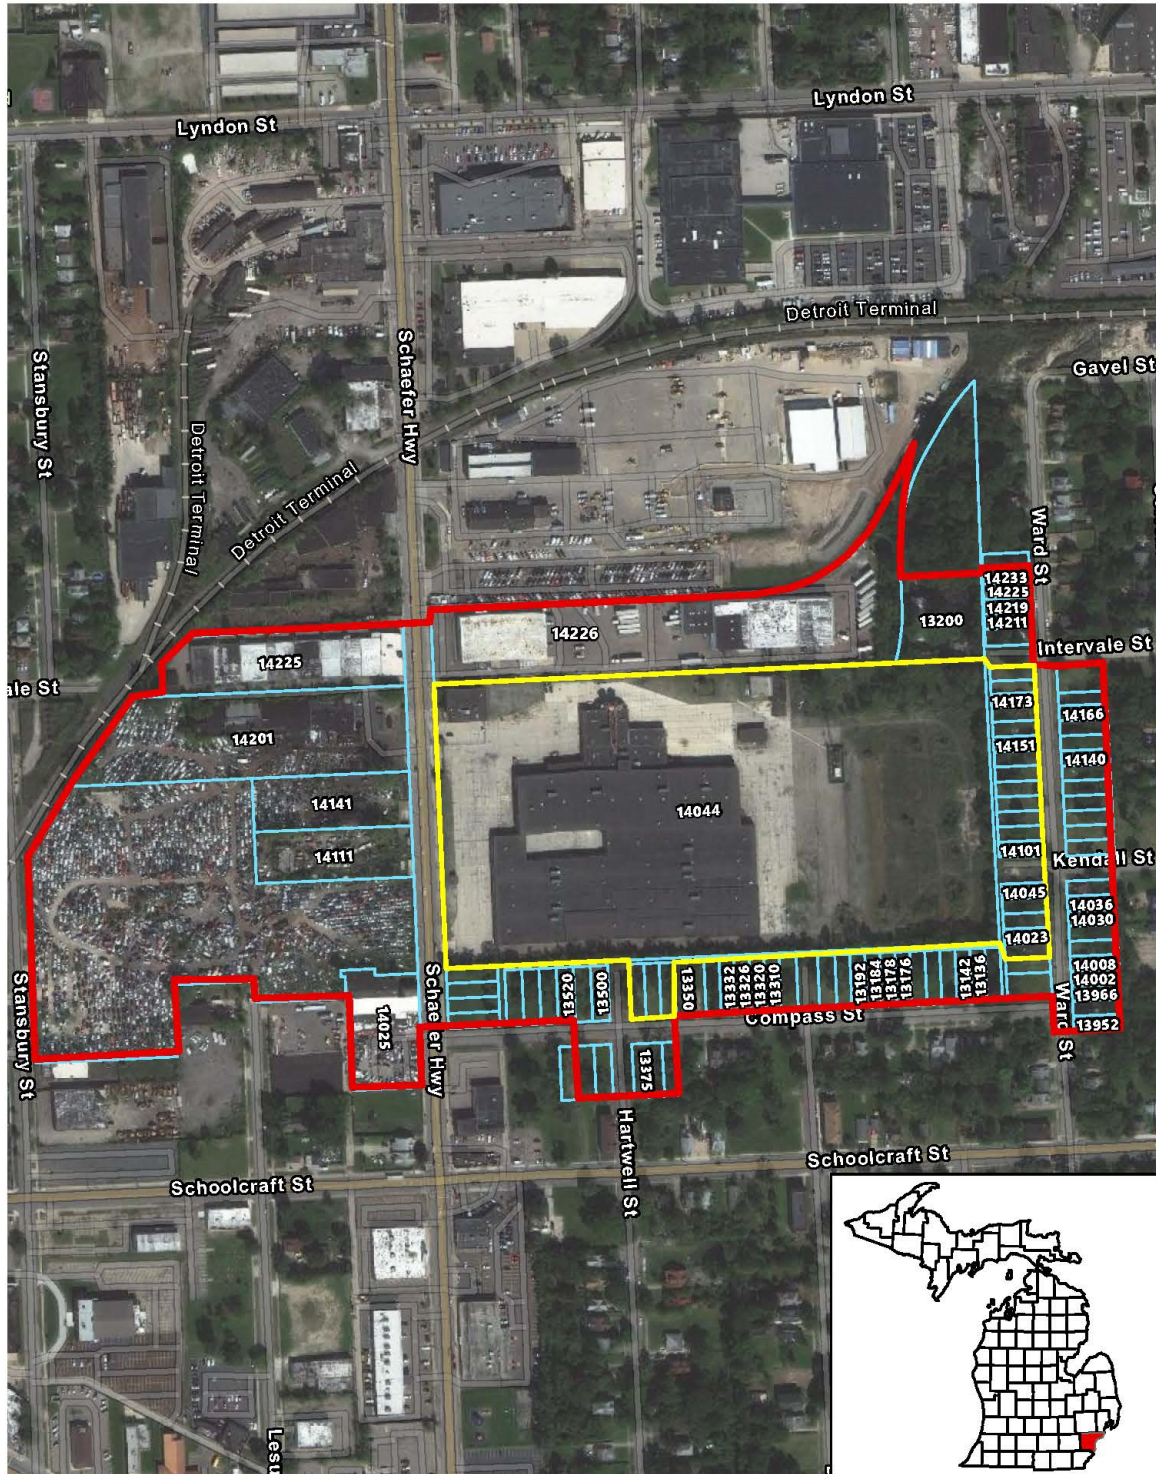 Lyndon St
Lyndon St
Detroit Terminal
Gavel St
Schaefer Hwy
Stansbury St
Detroit Terminal
Detroit Terminal
Ward St
14233
14225
14219
14211
13200
14226
14225
Intervale St
ale St
14173
14166
14201
14151
14140
14141
14044
14111
14101
Kendall St
14045
14036
14030
14023
14008
14002
13966
13952
13520
13500
13350
13332
13326
13320
13310
13192
13184
13178
13176
13142
13136
Stansbury St
14025
Schaefer Hwy
Compass St
Ward St
13375
Hartwell St
Schoolcraft St
Schoolcraft St